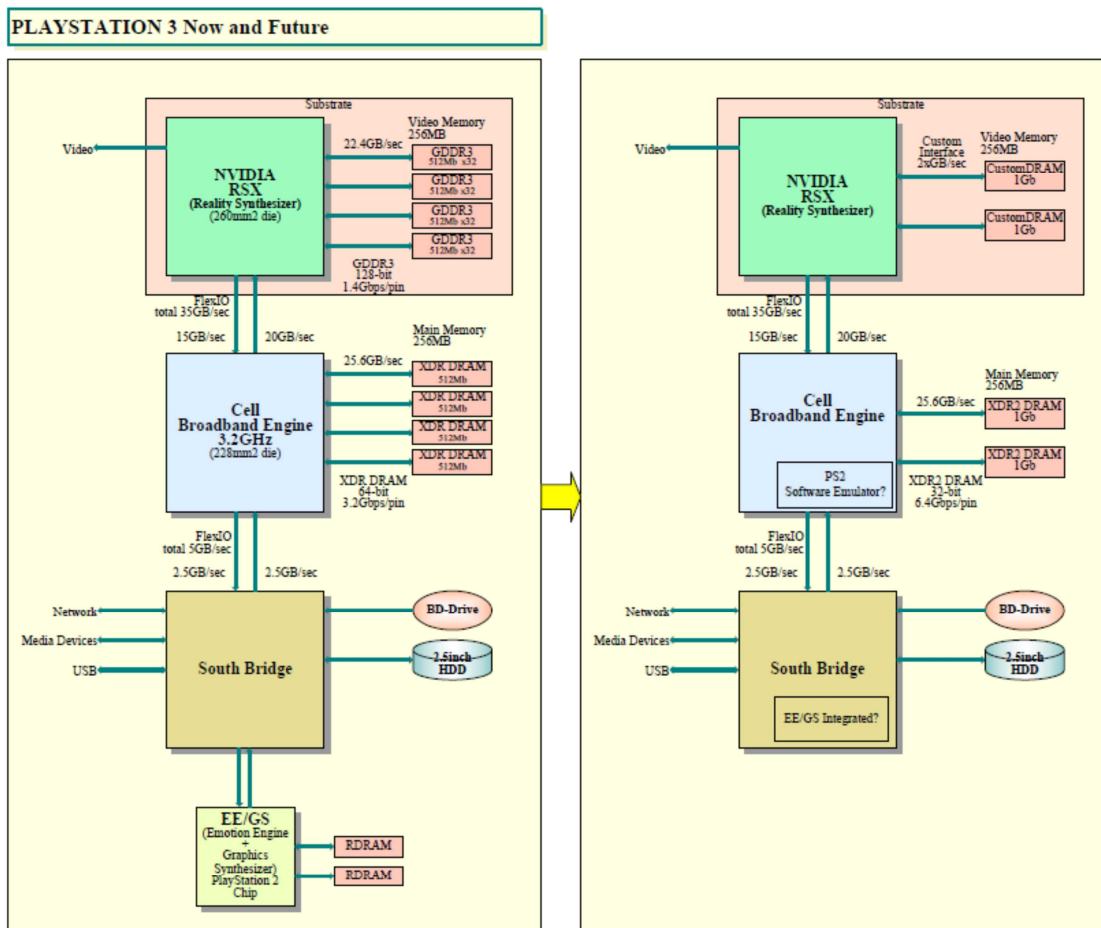 PLAYSTATION 3 Now and Future
Substrate
Video
NVIDIA
RSX
(Reality Synthesizer)
(260mm2 die)
22.4GB/sec
Video Memory
256MB
GDDR3
512Mb x32
GDDR3
512Mb x32
GDDR3
512Mb x32
GDDR3
512Mb x32
GDDR3
128-bit
1.4Gbps/pin
FlexIO
total 35GB/sec
15GB/sec
20GB/sec
Cell
Broadband Engine
3.2GHz
(228mm2 die)
25.6GB/sec
Main Memory
256MB
XDR DRAM
512Mb
XDR DRAM
512Mb
XDR DRAM
512Mb
XDR DRAM
512Mb
XDR DRAM
64-bit
3.2Gbps/pin
FlexIO
total 5GB/sec
2.5GB/sec
2.5GB/sec
Network
Media Devices
USB
South Bridge
BD-Drive
2.5inch
HDD
EE/GS
(Emotion Engine
+
Graphics
Synthesizer)
PlayStation 2
Chip
RDRAM
RDRAM
Substrate
Video
NVIDIA
RSX
(Reality Synthesizer)
Custom
Interface
2xGB/sec
Video Memory
256MB
CustomDRAM
1Gb
CustomDRAM
1Gb
FlexIO
total 35GB/sec
15GB/sec
20GB/sec
Cell
Broadband Engine
PS2
Software Emulator?
25.6GB/sec
Main Memory
256MB
XDR2 DRAM
1Gb
XDR2 DRAM
1Gb
XDR2 DRAM
32-bit
6.4Gbps/pin
FlexIO
total 5GB/sec
2.5GB/sec
2.5GB/sec
Network
Media Devices
USB
South Bridge
EE/GS Integrated?
BD-Drive
2.5inch
HDD